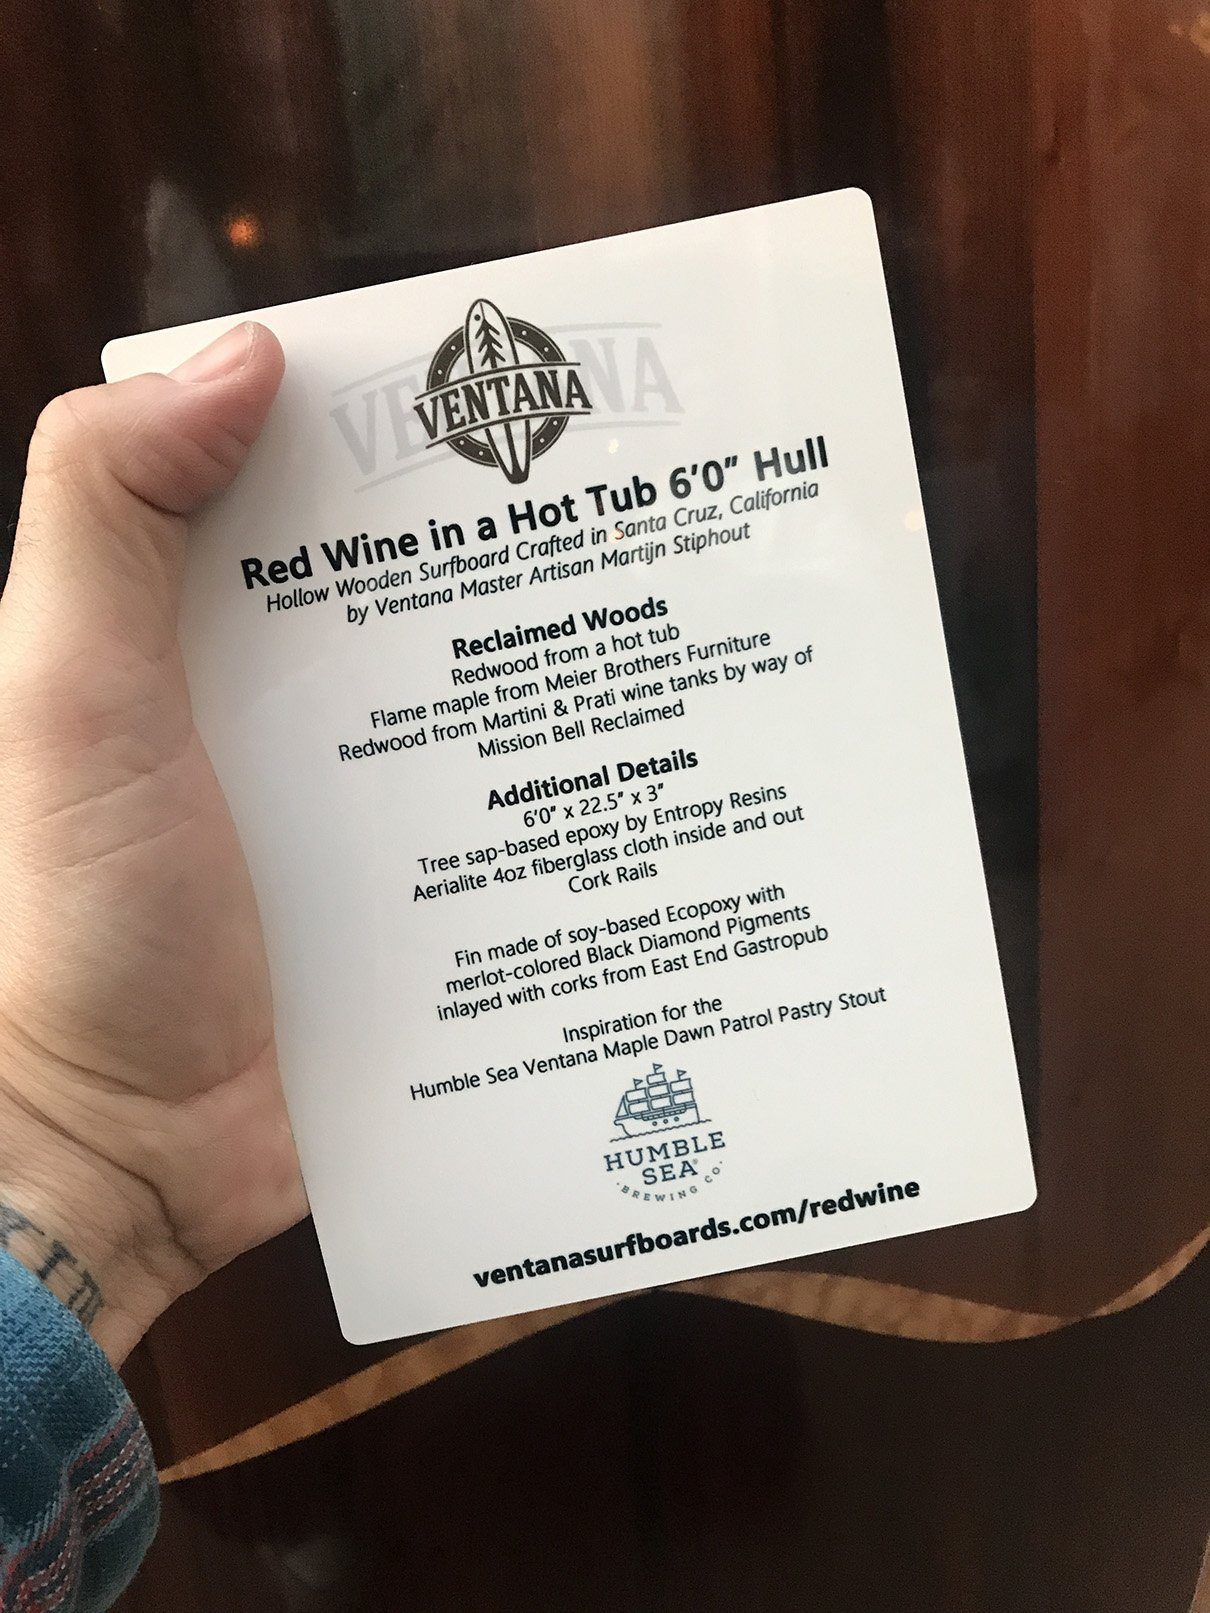 VENTANA
VENTANA
Red Wine in a Hot Tub 6'0" Hull
Hollow Wooden Surfboard Crafted in Santa Cruz, California
by Ventana Master Artisan Martijn Stiphout
Reclaimed Woods
Redwood from a hot tub
Flame maple from Meier Brothers Furniture
Redwood from Martini & Prati wine tanks by way of
Mission Bell Reclaimed
Additional Details
6'0" x 22.5" x 3"
Tree sap-based epoxy by Entropy Resins
Aerialite 4oz fiberglass cloth inside and out
Cork Rails
Fin made of soy-based Ecopoxy with
merlot-colored Black Diamond Pigments
inlayed with corks from East End Gastropub
Inspiration for the
Humble Sea Ventana Maple Dawn Patrol Pastry Stout
HUMBLE
SEA®
·BREWING CO·
ventanasurfboards.com/redwine